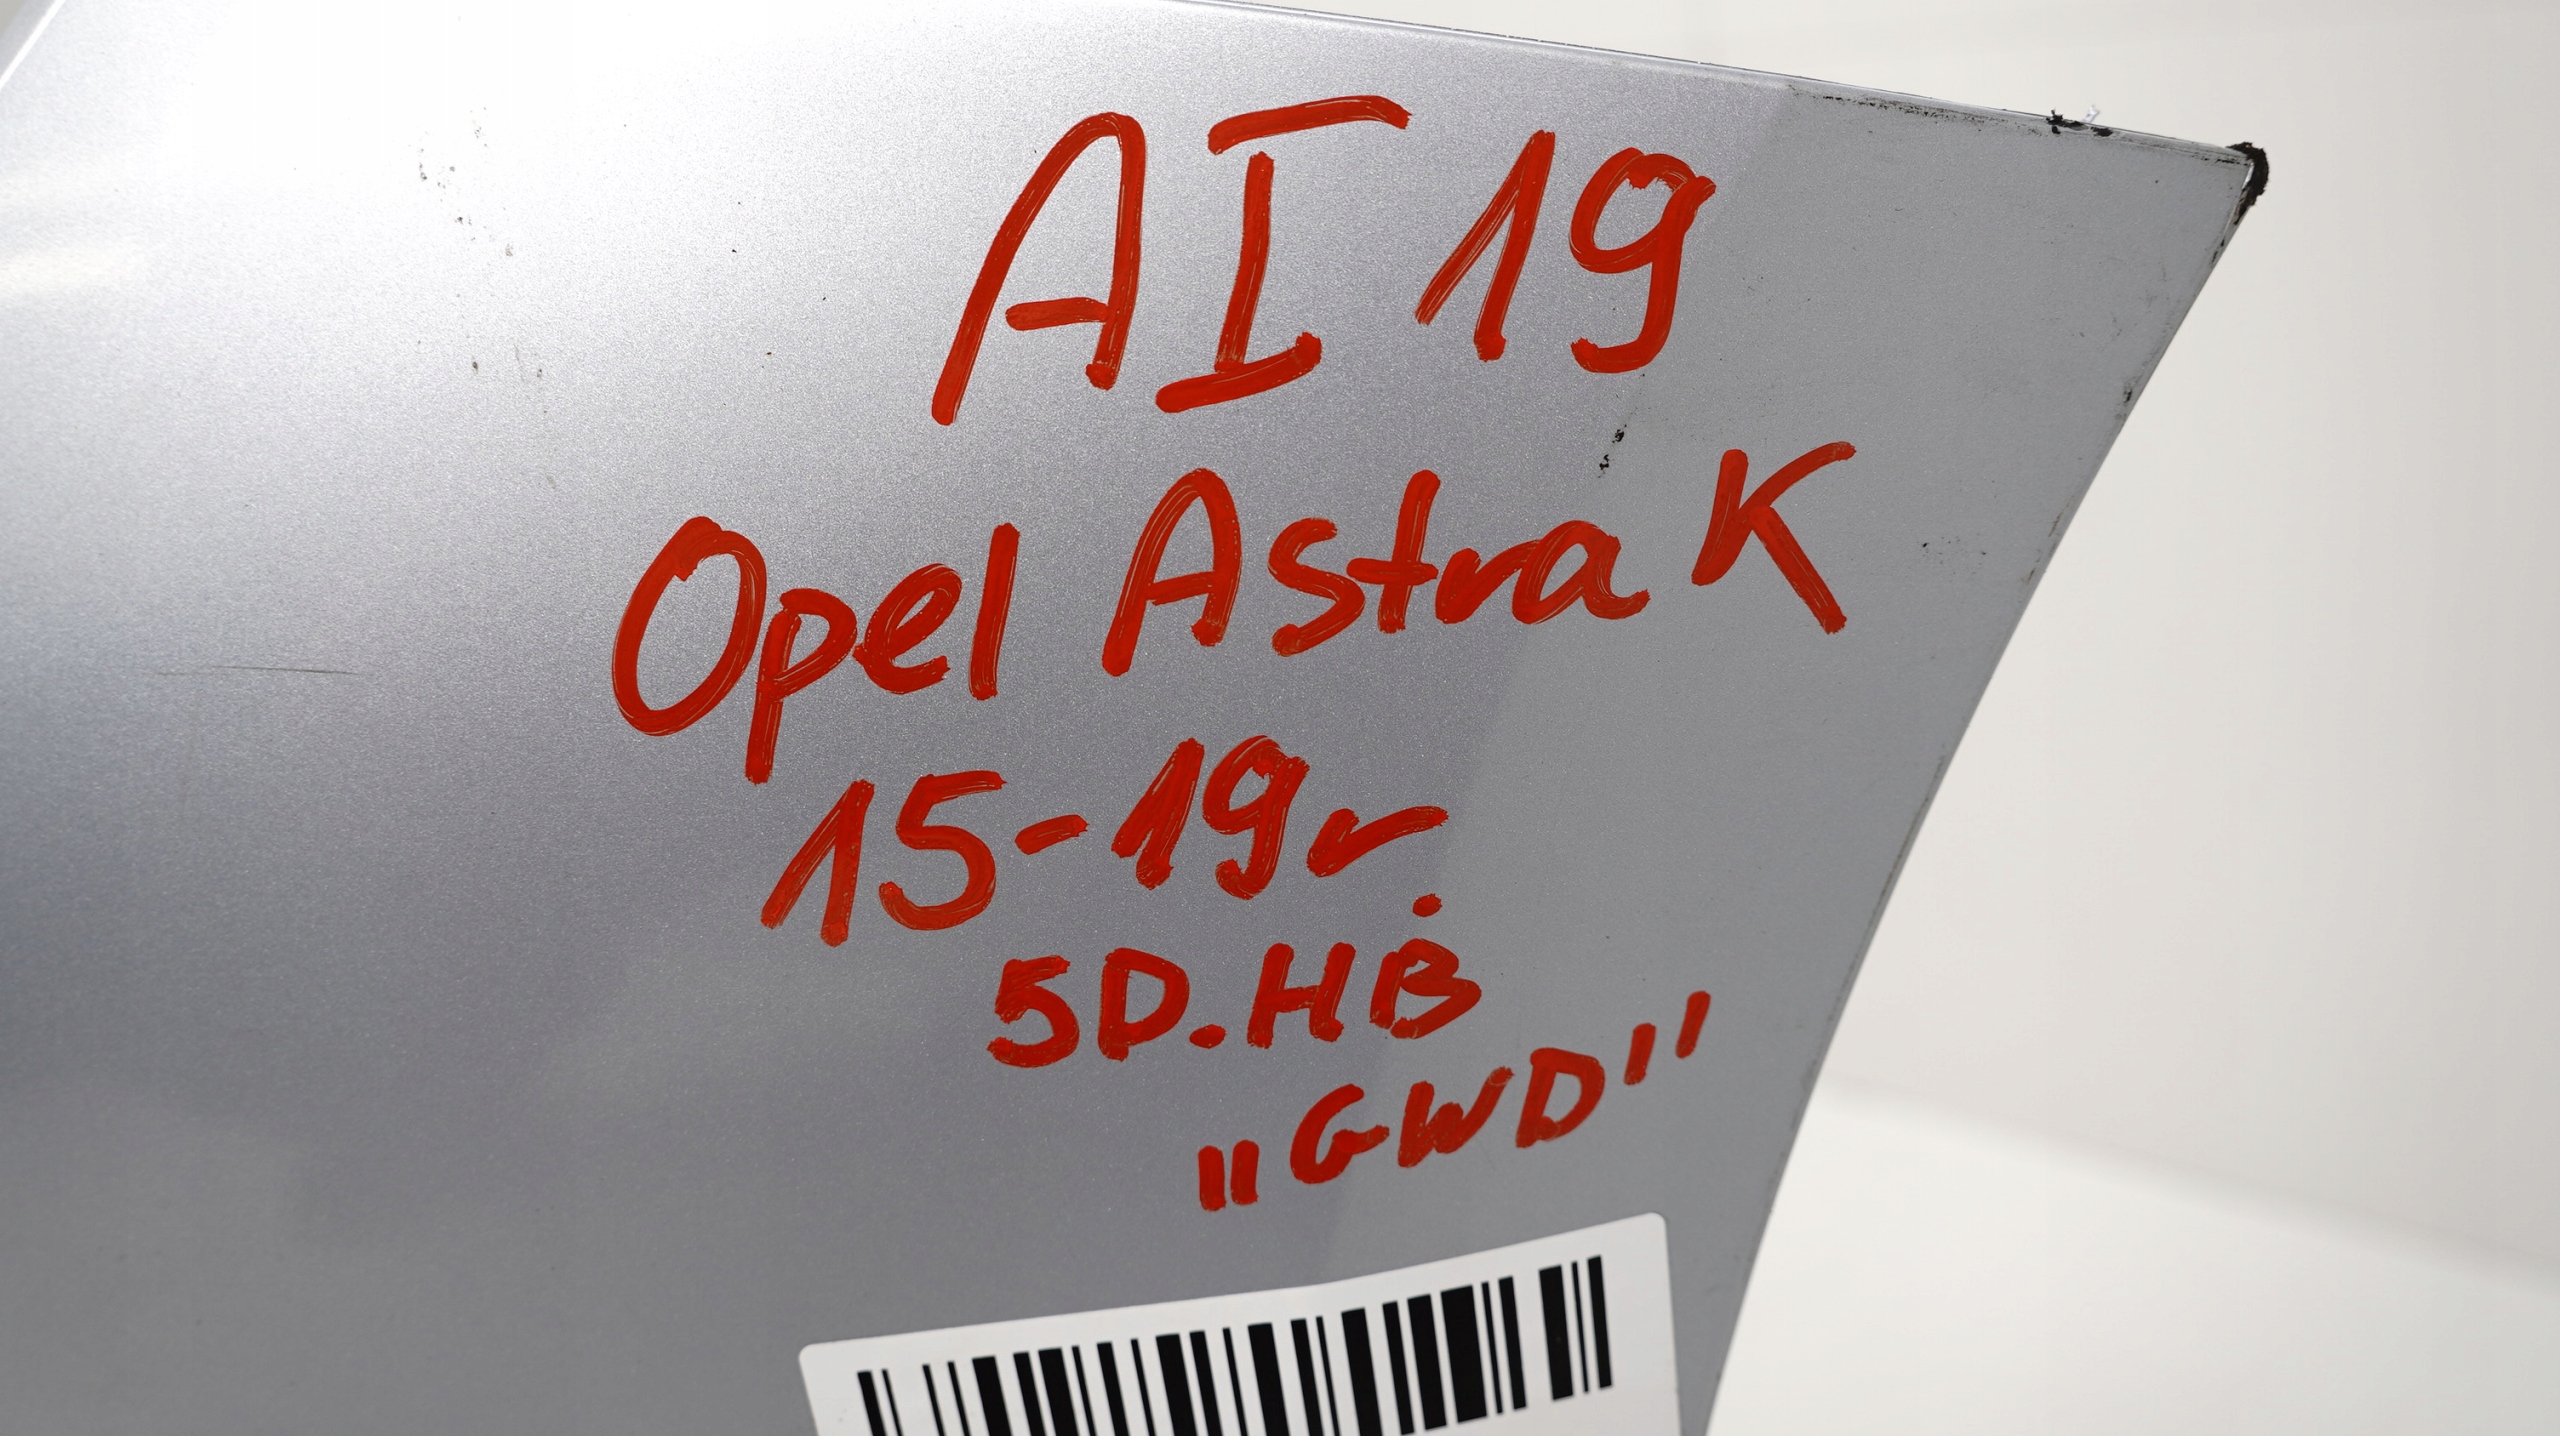 AI 19
Opel Astra K
15-19r
5D.HB
"GWD"